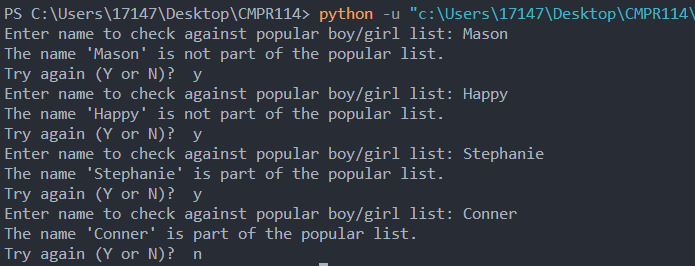 PS C:\Users\17147\Desktop\CMPR114> python -u "c:\Users\17147\Desktop\CMPR114\
Enter name to check against popular boy/girl list: Mason
The name 'Mason' is not part of the popular list.
Try again (Y or N)?  y
Enter name to check against popular boy/girl list: Happy
The name 'Happy' is not part of the popular list.
Try again (Y or N)?  y
Enter name to check against popular boy/girl list: Stephanie
The name 'Stephanie' is part of the popular list.
Try again (Y or N)?  y
Enter name to check against popular boy/girl list: Conner
The name 'Conner' is part of the popular list.
Try again (Y or N)?  n